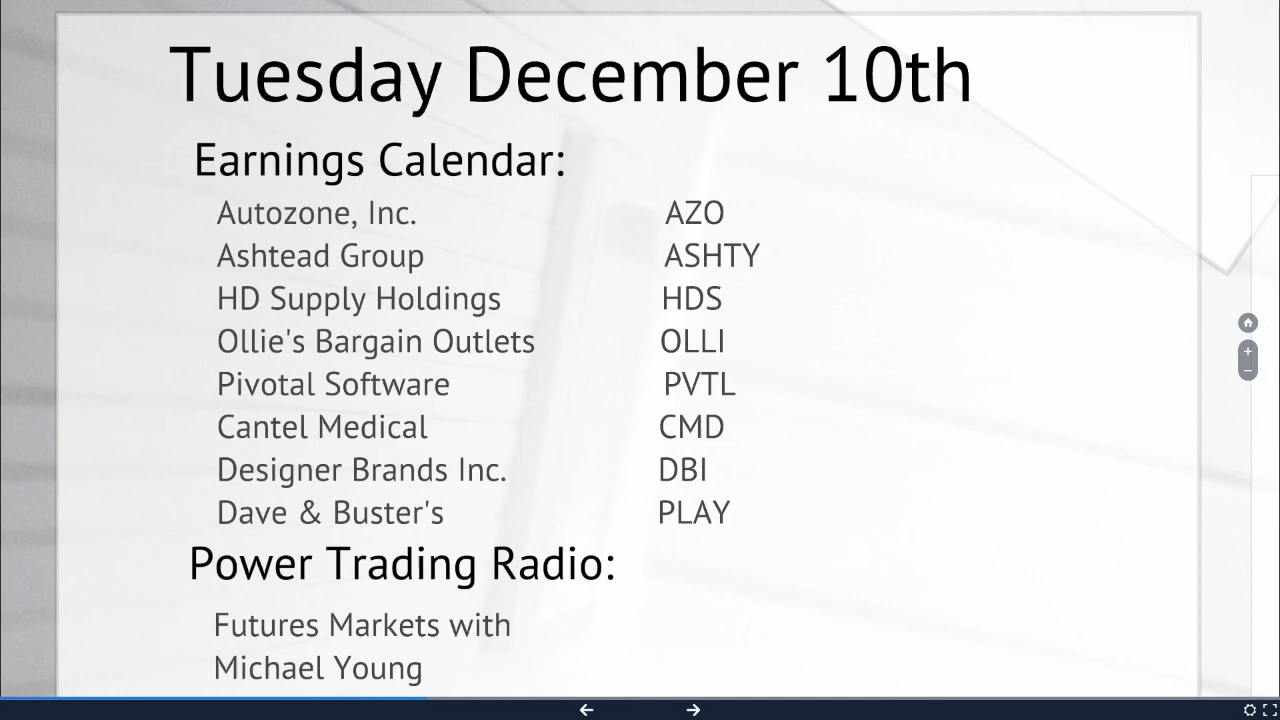 Tuesday December 10th
Earnings Calendar:
Autozone, Inc. AZO
Ashtead Group ASHTY
HD Supply Holdings HDS
Ollie's Bargain Outlets OLLI
Pivotal Software PVTL
Cantel Medical CMD
Designer Brands Inc. DBI
Dave & Buster's PLAY
Power Trading Radio:
Futures Markets with
Michael Young